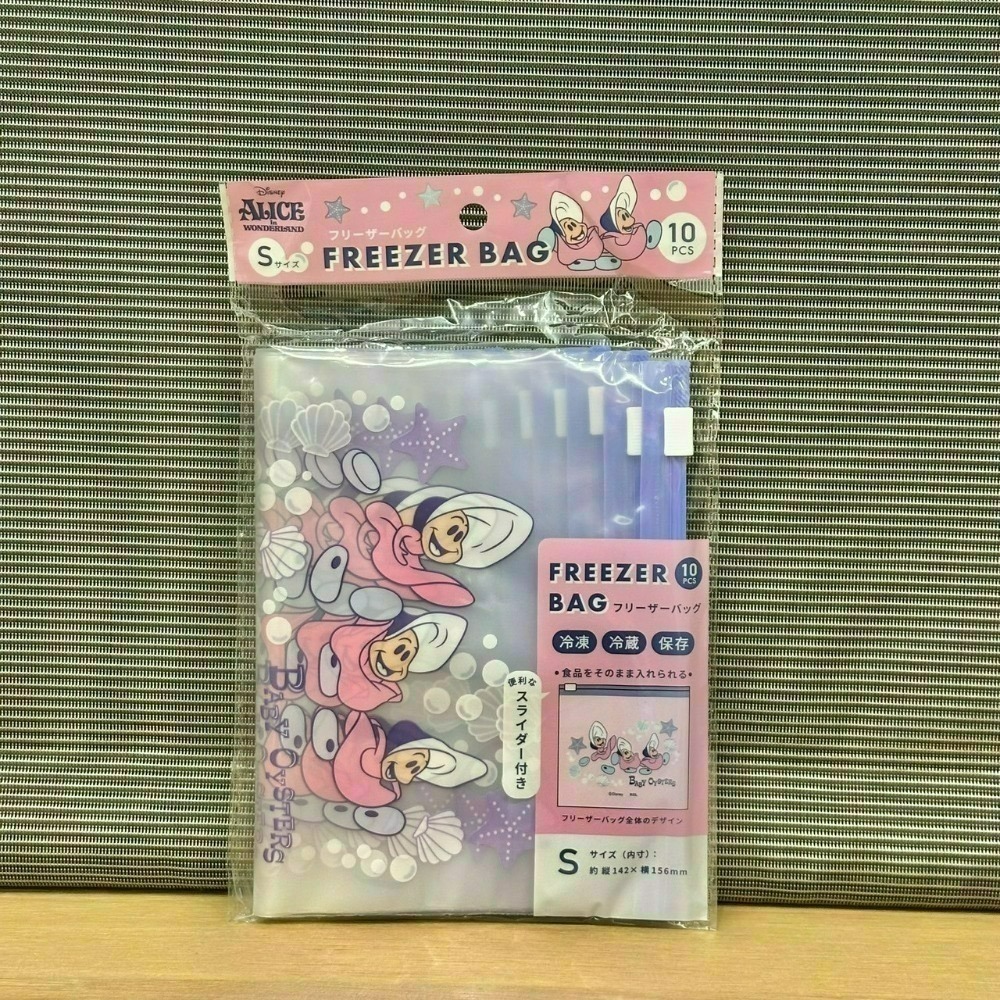 Disney
ALICE
in
WONDERLAND
Sサイズ
フリーザーバッグ
FREEZER BAG
10
PCS
BABY OYSTERS
便利な
スライダー付き
FREEZER
10
PCS
BAG フリーザーバッグ
冷凍 冷蔵 保存
•食品をそのまま入れられる•
BABY OYSTERS
©Disney
フリーザーバッグ全体のデザイン
S サイズ（内寸）:
約 縦142×横156mm